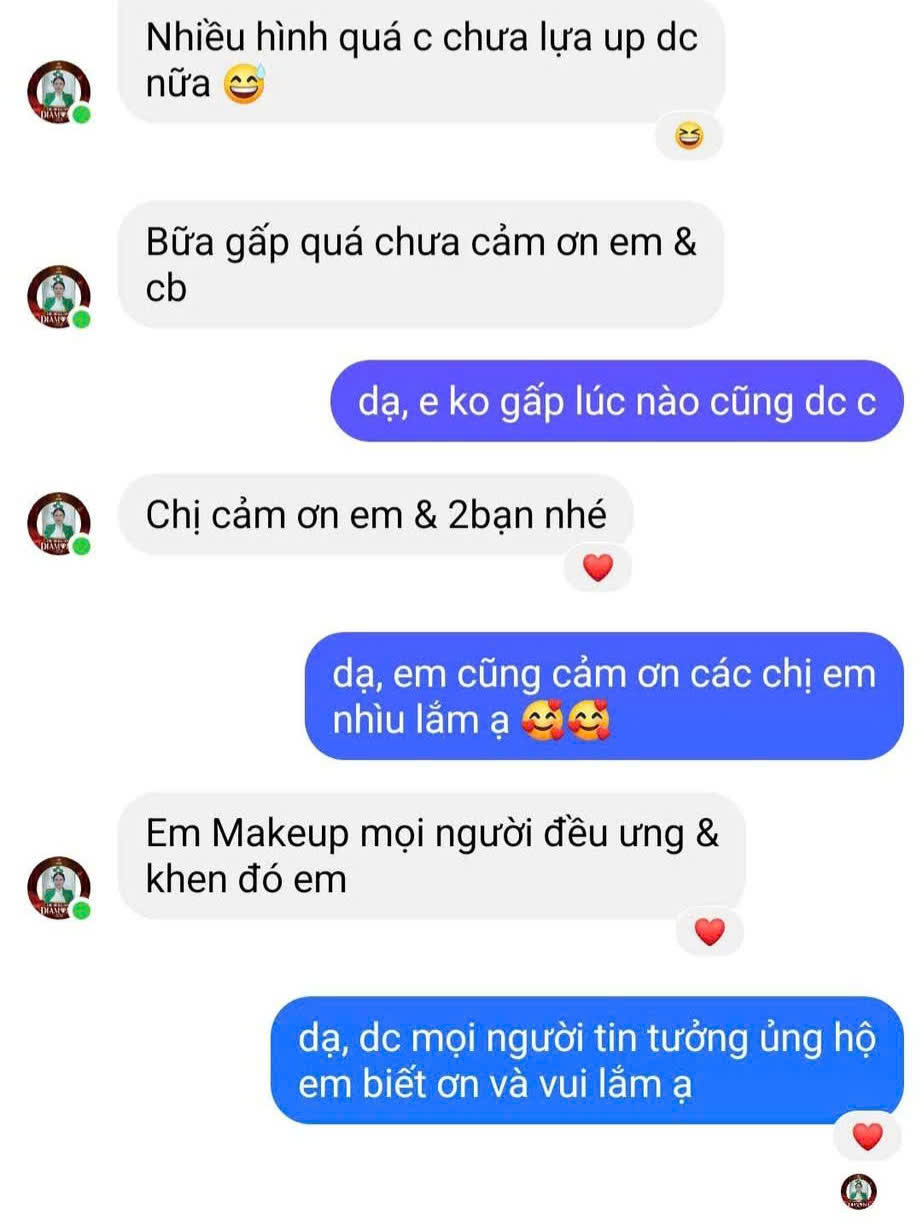 Nhiều hình quá c chưa lựa up dc
nữa 😅
Bữa gấp quá chưa cảm ơn em &
cb
dạ, e ko gấp lúc nào cũng dc c
Chị cảm ơn em & 2bạn nhé
dạ, em cũng cảm ơn các chị em
nhìu lắm ạ 🥰🥰
Em Makeup mọi người đều ưng &
khen đó em
dạ, dc mọi người tin tưởng ủng hộ
em biết ơn và vui lắm ạ